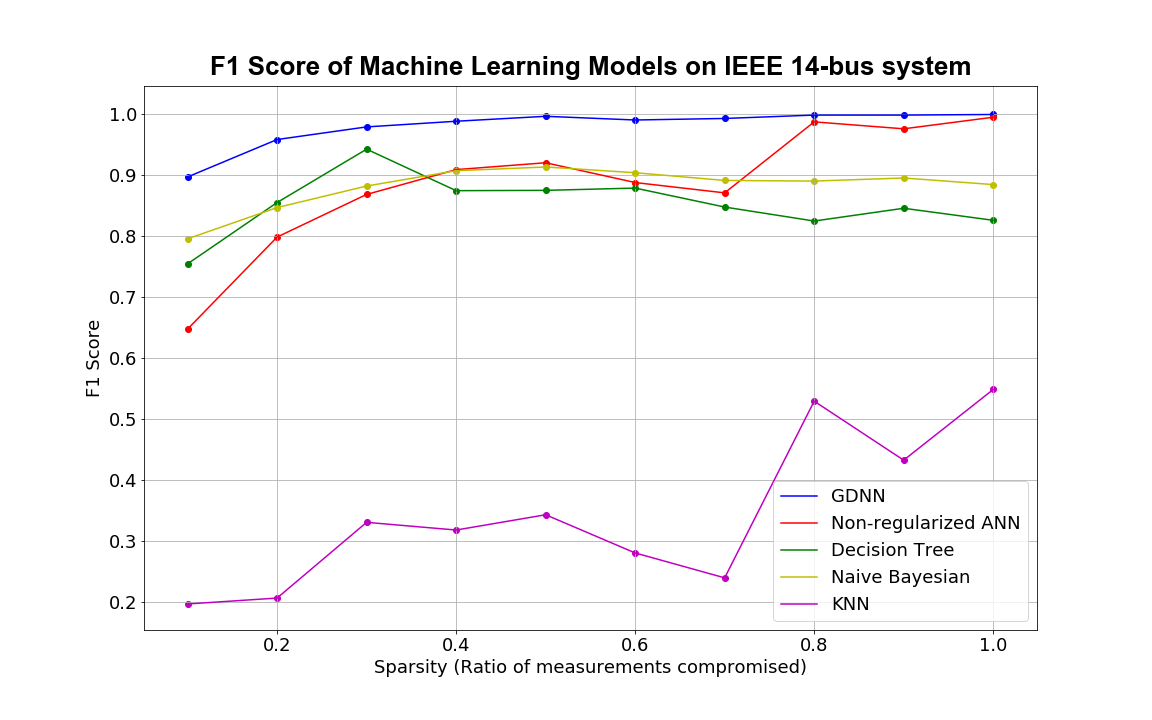 F1 Score of Machine Learning Models on IEEE 14-bus system
1.0
0.9
0.8
0.7
0.6
0.5
0.4
0.3
0.2
F1 Score
GDNN
Non-regularized ANN
Decision Tree
Naive Bayesian
KNN
0.2 0.4 0.6 0.8 1.0
Sparsity (Ratio of measurements compromised)